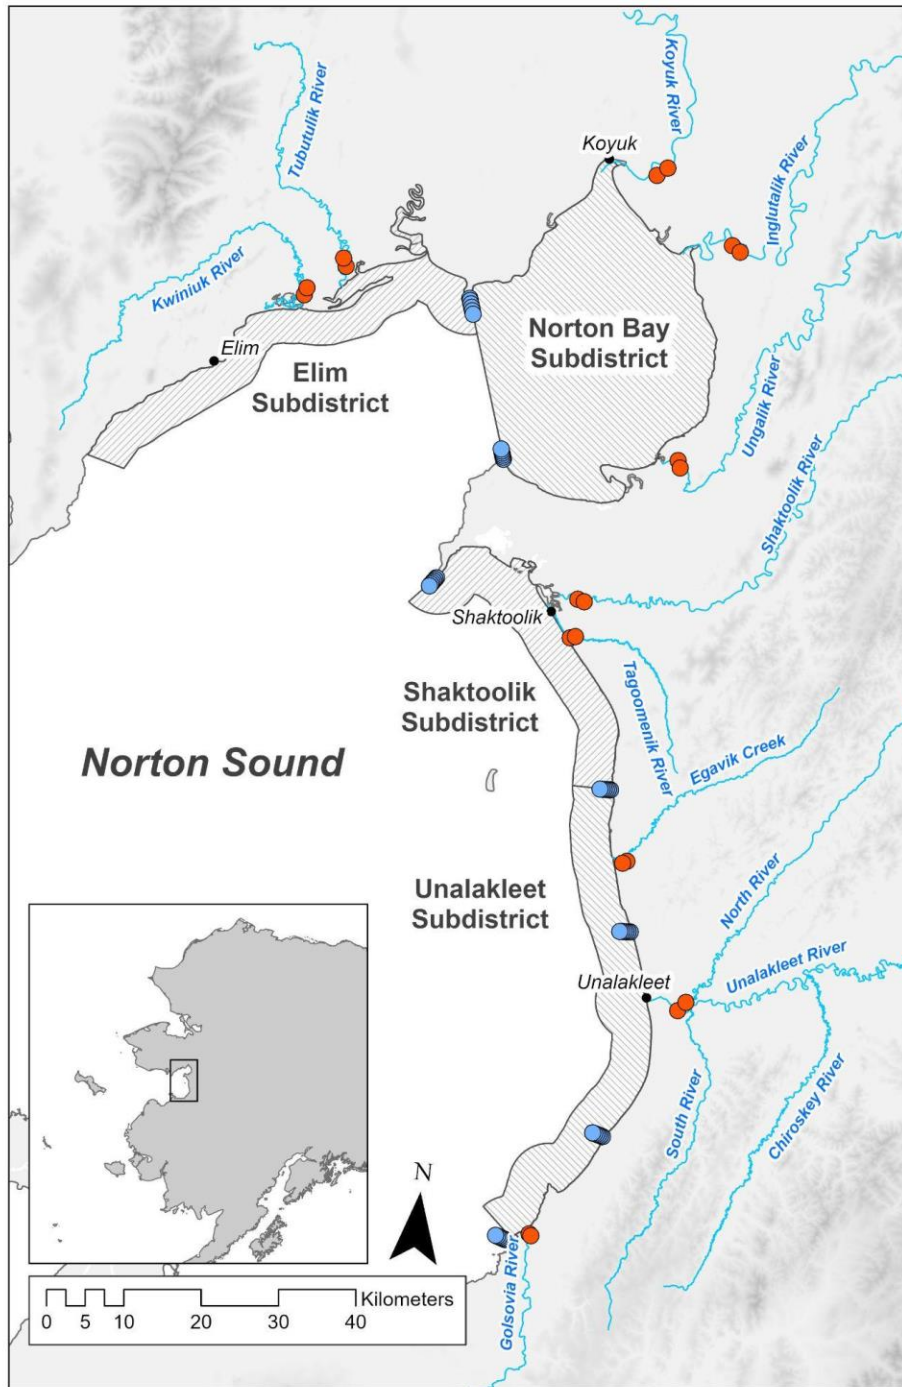 Koyuk River
Tubutulik River
Koyuk
Inglutalik River
Kwiniuk River
Norton Bay
Subdistrict
Elim
Elim
Subdistrict
Ungalik River
Shaktoolik River
Shaktoolik
Shaktoolik
Subdistrict
Tagoomenik River
Norton Sound
Egavik Creek
Unalakleet
Subdistrict
North River
Unalakleet River
Unalakleet
South River
Chiroskey River
N
Golsovia River
Kilometers
0 5 10 20 30 40